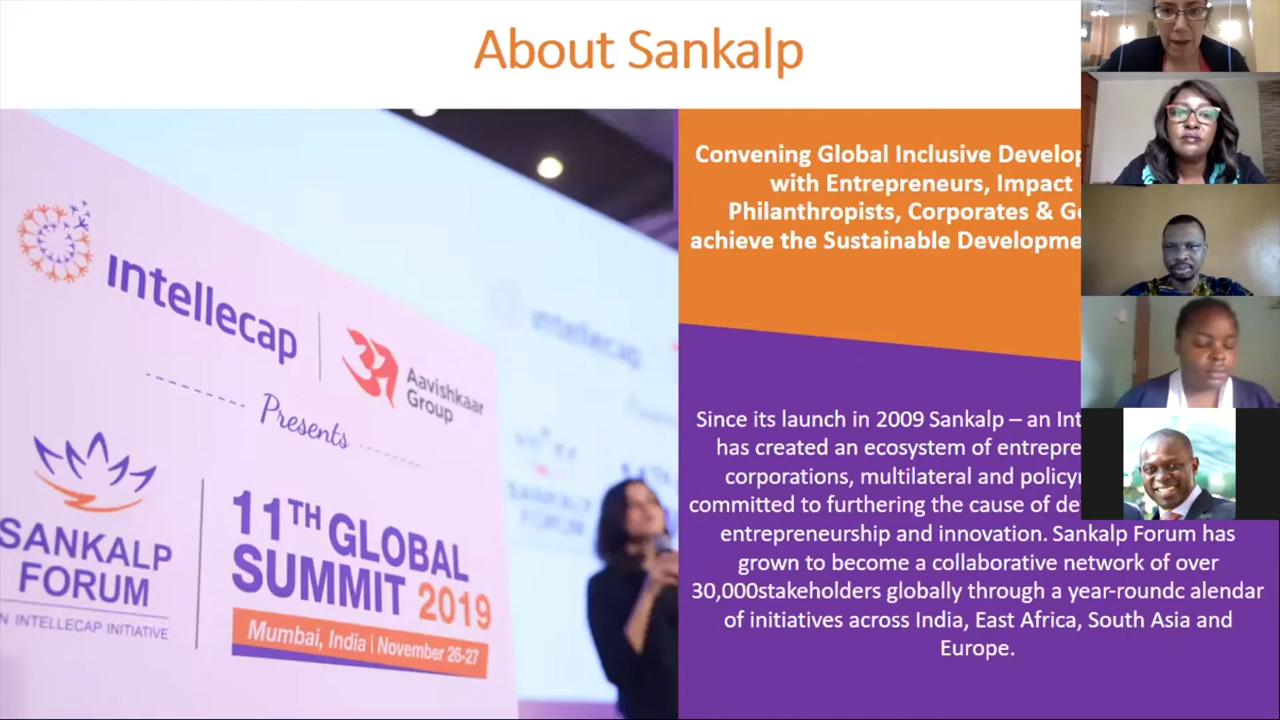 About Sankalp
intellecap
Aavishkaar
Group
Presents
SANKALP
FORUM
AN INTELLECAP INITIATIVE
11TH GLOBAL
SUMMIT 2019
Mumbai, India | November 26-27
intellecap
Convening Global Inclusive Develop
with Entrepreneurs, Impact
Philanthropists, Corporates & G
achieve the Sustainable Developme
Since its launch in 2009 Sankalp – an Int
has created an ecosystem of entrepre
corporations, multilateral and policy
committed to furthering the cause of de
entrepreneurship and innovation. Sankalp Forum has
grown to become a collaborative network of over
30,000stakeholders globally through a year-roundc alendar
of initiatives across India, East Africa, South Asia and
Europe.